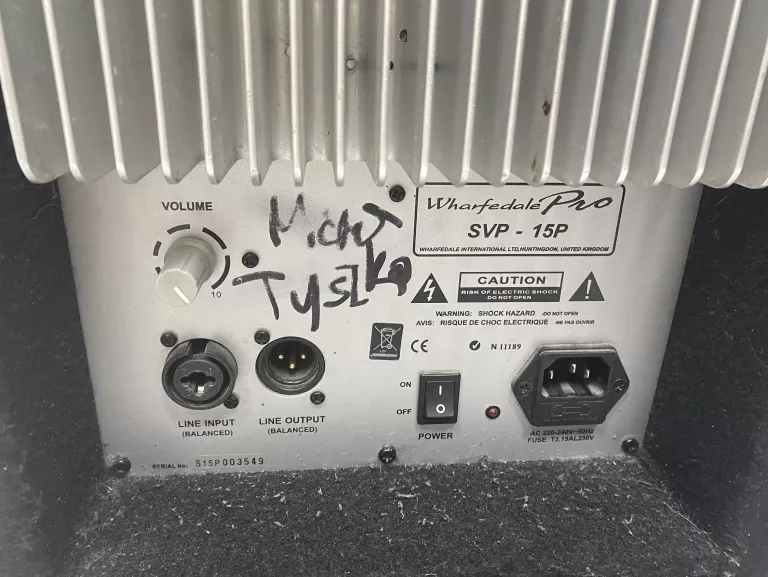 VOLUME
10
Wharfedale Pro
SVP - 15P
WHARFEDALE INTERNATIONAL LTD, HUNTINGDON, UNITED KINGDOM
CAUTION
RISK OF ELECTRIC SHOCK
DO NOT OPEN
WARNING: SHOCK HAZARD -DO NOT OPEN
AVIS: RISQUE DE CHOC ELECTRIQUE -NE PAS OUVRIR
CE
N 11189
ON
OFF
POWER
LINE INPUT
(BALANCED)
LINE OUTPUT
(BALANCED)
AC 220-240V~50Hz
FUSE T3.15AL250V
SERIAL No: S15P003549